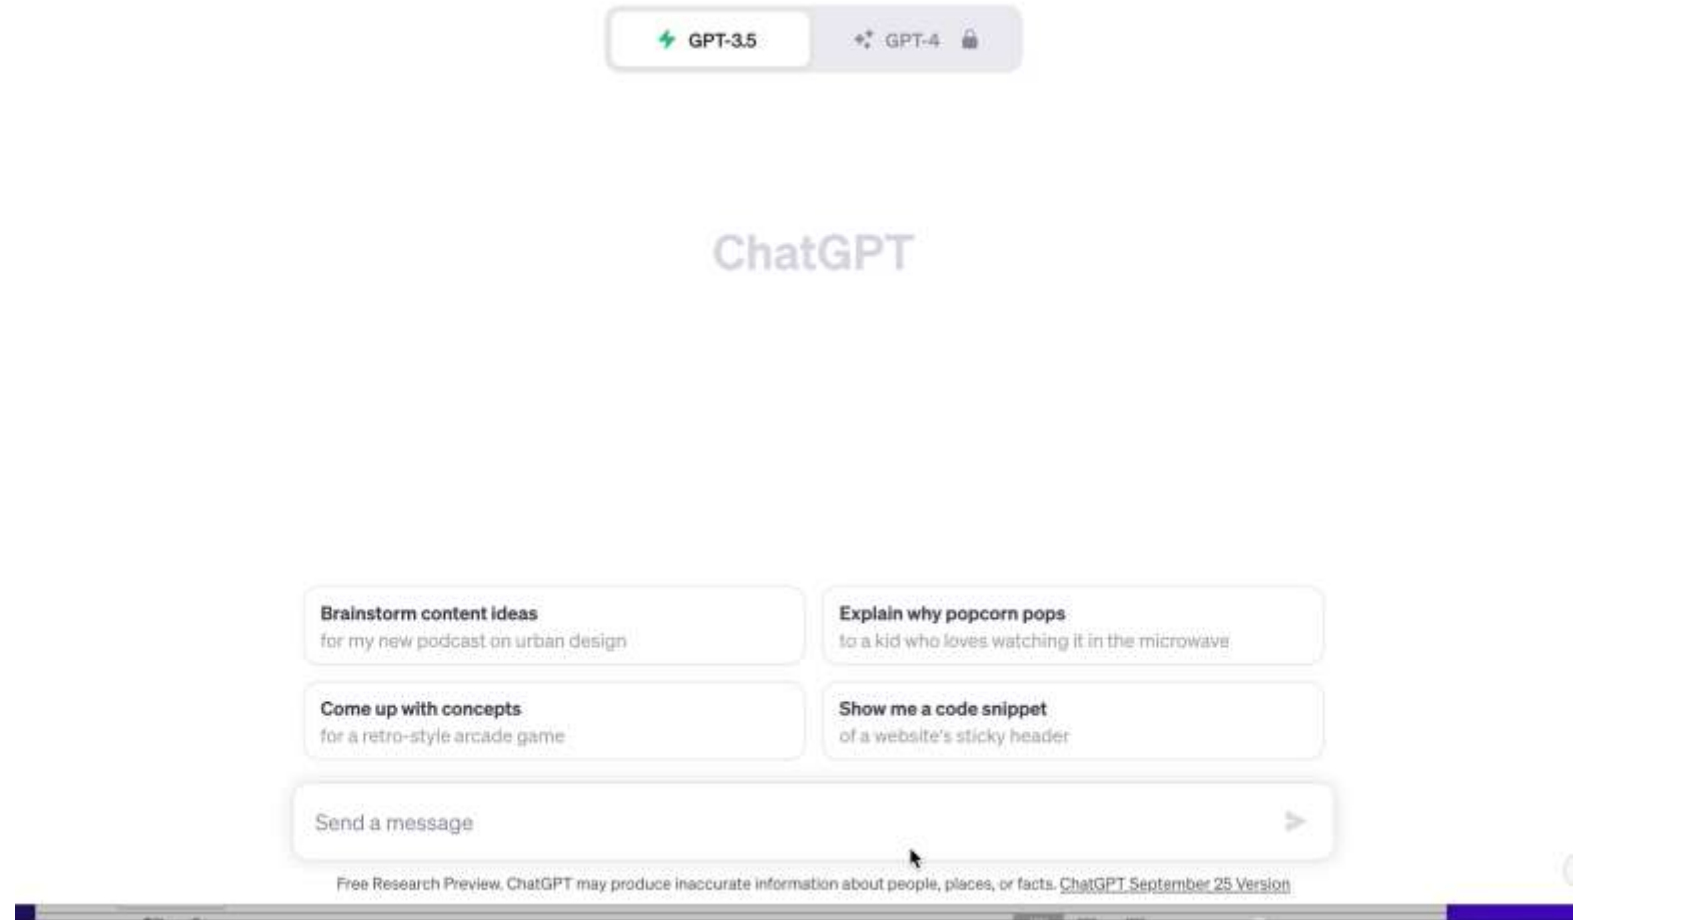 GPT-3.5
GPT-4
ChatGPT
Brainstorm content ideas
for my new podcast on urban design
Explain why popcorn pops
to a kid who loves watching it in the microwave
Come up with concepts
for a retro-style arcade game
Show me a code snippet
of a website's sticky header
Send a message
Free Research Preview. ChatGPT may produce inaccurate information about people, places, or facts. ChatGPT September 25 Version